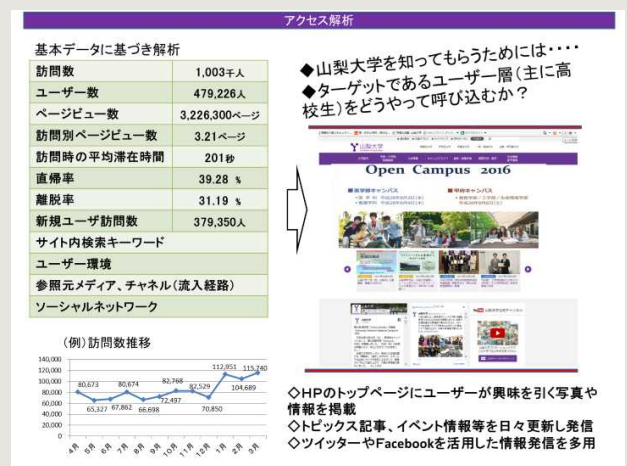 アクセス解析
基本データに基づき解析
訪問数 1,003千人
ユーザー数 479,226人
ページビュー数 3,226,300ページ
訪問別ページビュー数 3.21ページ
訪問時の平均滞在時間 201秒
直帰率 39.28 %
離脱率 31.19 %
新規ユーザ訪問数 379,350人
サイト内検索キーワード
ユーザー環境
参照元メディア、チャネル(流入経路)
ソーシャルネットワーク
(例)訪問数推移
140,000
120,000
100,000
80,000
60,000
40,000
20,000
0
80,673
65,327
67,862
80,674
66,698
72,497
82,768
82,529
70,850
112,951
104,689
115,740
4月 5月 6月 7月 8月 9月 10月 11月 12月 1月 2月 3月
◆山梨大学を知ってもらうためには・・・・
◆ターゲットであるユーザー層(主に高
校生)をどうやって呼び込むか?
山梨大学
Open Campus 2016
■医学部キャンパス
■甲府キャンパス
◇HPのトップページにユーザーが興味を引く写真や
情報を掲載
◇トピックス記事、イベント情報等を日々更新し発信
◇ツイッターやFacebookを活用した情報発信を多用